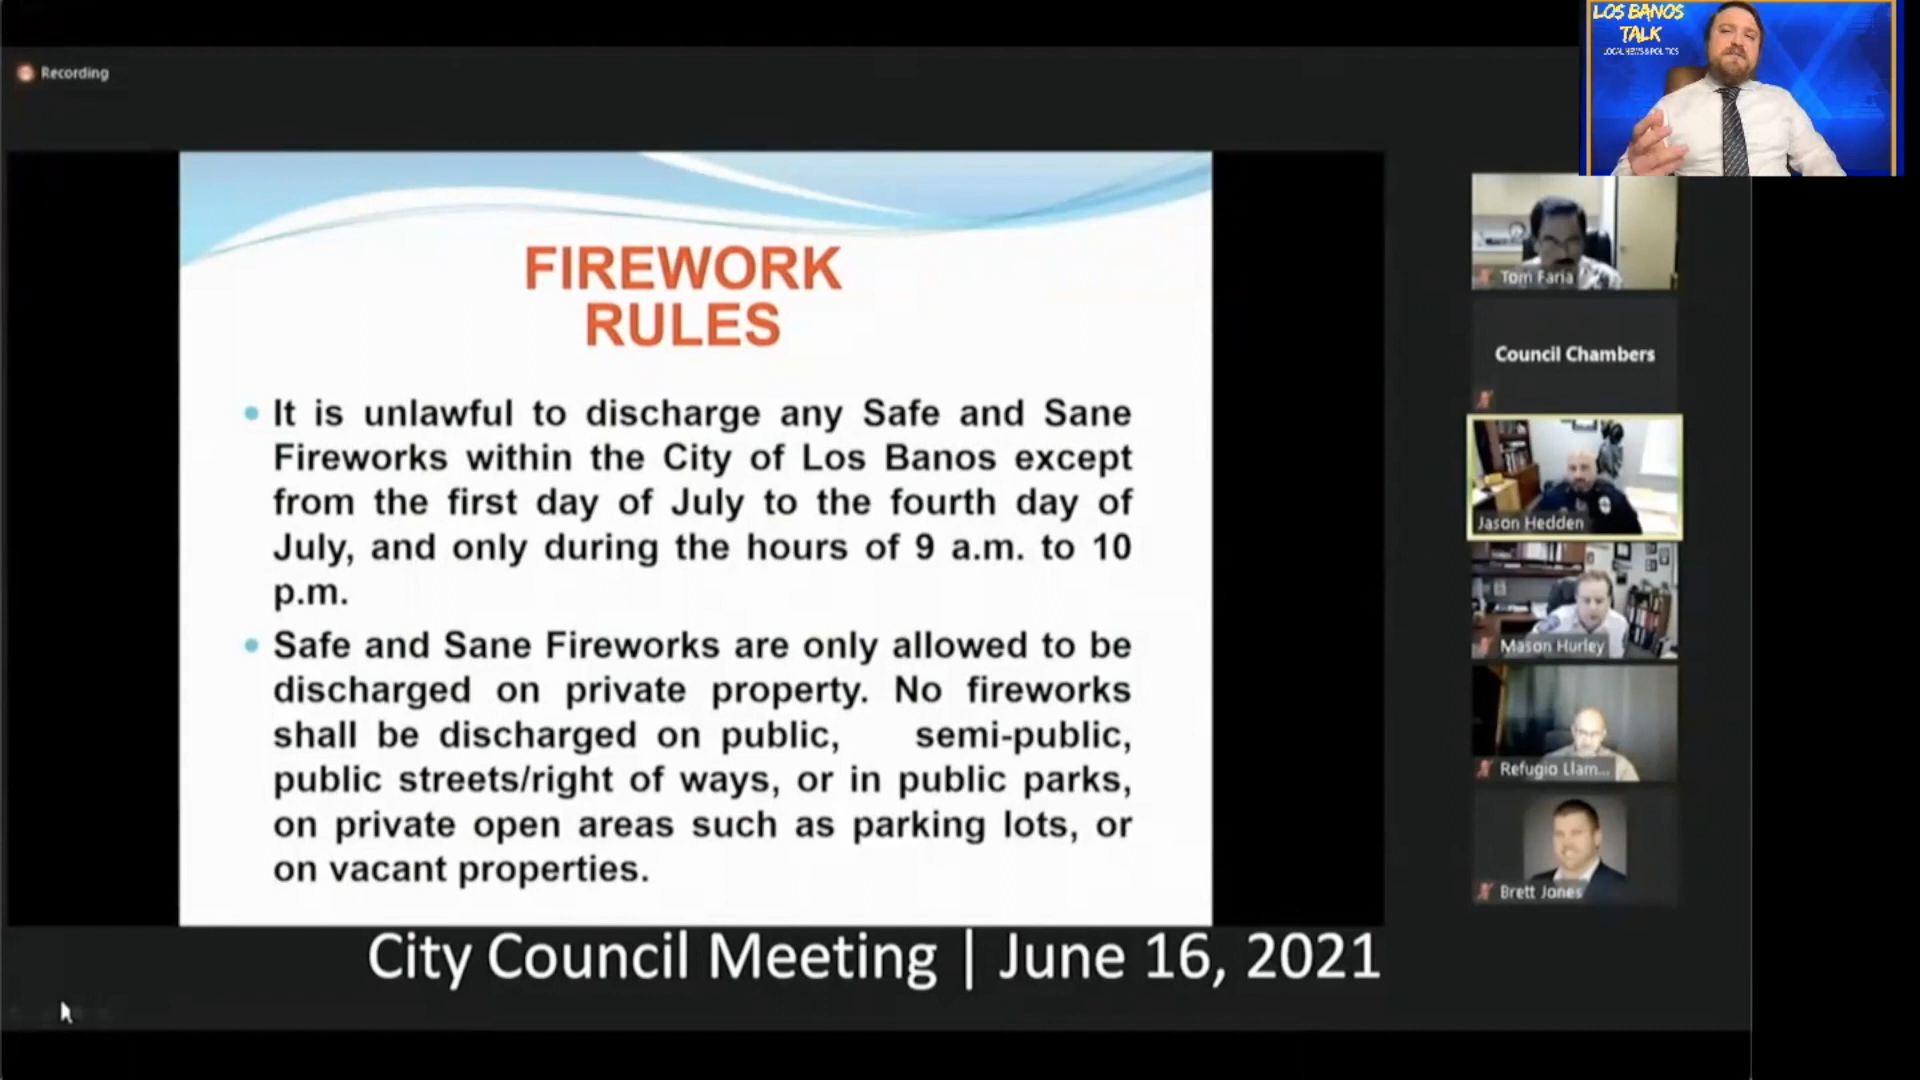 LOS BANOS
TALK
LOCAL NEWS & POLITICS
Recording
FIREWORK
RULES
• It is unlawful to discharge any Safe and Sane
Fireworks within the City of Los Banos except
from the first day of July to the fourth day of
July, and only during the hours of 9 a.m. to 10
p.m.
• Safe and Sane Fireworks are only allowed to be
discharged on private property. No fireworks
shall be discharged on public, semi-public,
public streets/right of ways, or in public parks,
on private open areas such as parking lots, or
on vacant properties.
Tom Faria
Council Chambers
Jason Hedden
Mason Hurley
Refugio Llam...
Brett Jones
City Council Meeting | June 16, 2021